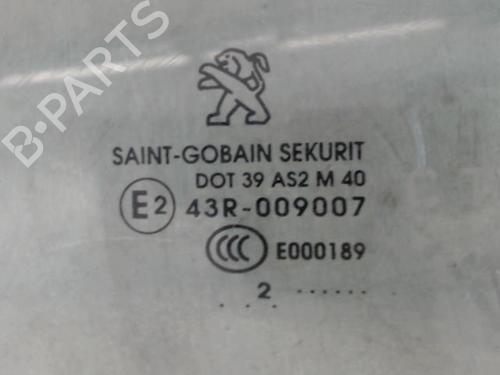 B-PARTS
SAINT-GOBAIN SEKURIT
DOT 39 AS2 M 40
E2 43R-009007
CCC E000189
2 ......
. . .   . .